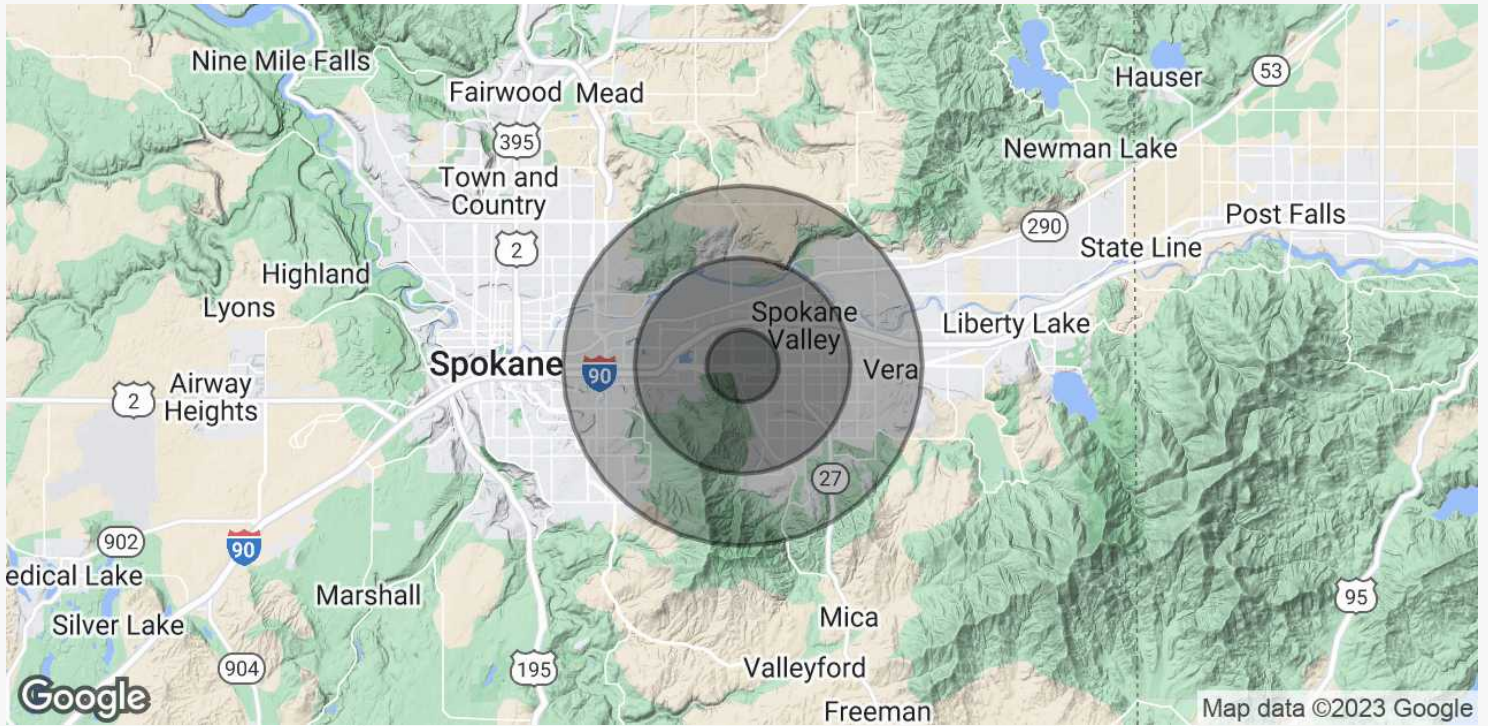 Nine Mile Falls
Fairwood
Mead
Hauser
53
395
Newman Lake
Town and
Country
Post Falls
290
2
State Line
Highland
Lyons
Spokane
Valley
Liberty Lake
Spokane
90
Vera
Airway
Heights
2
27
902
90
edical Lake
Marshall
95
Mica
Silver Lake
904
195
Valleyford
Google
Freeman
Map data ©2023 Google